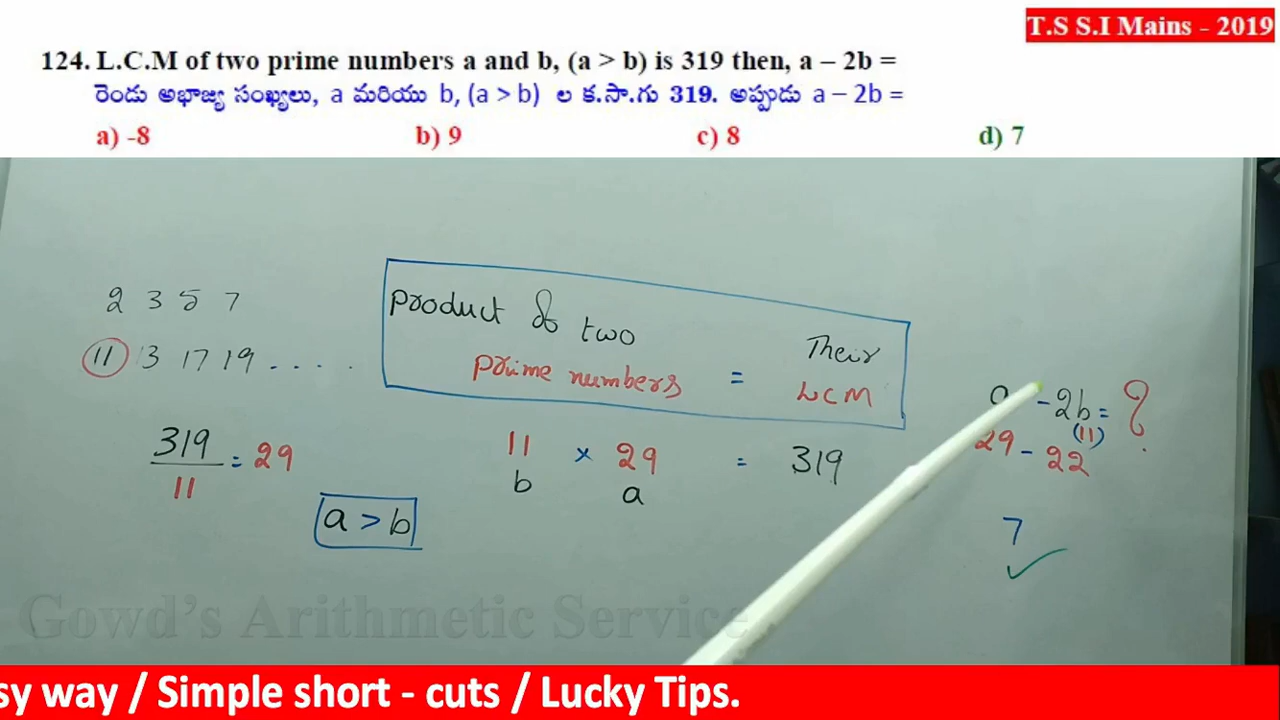 T.S S.I Mains - 2019
124. L.C.M of two prime numbers a and b, (a > b) is 319 then, a – 2b =
రెండు అభాజ్య సంఖ్యలు, a మరియు b, (a > b) ల క.సా.గు 319. అప్పుడు a – 2b =
a) -8 b) 9 c) 8 d) 7
2 3 5 7
11 13 17 19 ....
Product of two prime numbers = Their LCM
319/11 = 29
11 × 29 = 319
b a
a > b
a - 2b = ?
(11)
29 - 22
7
Gowd's Arithmetic Service
sy way / Simple short - cuts / Lucky Tips.